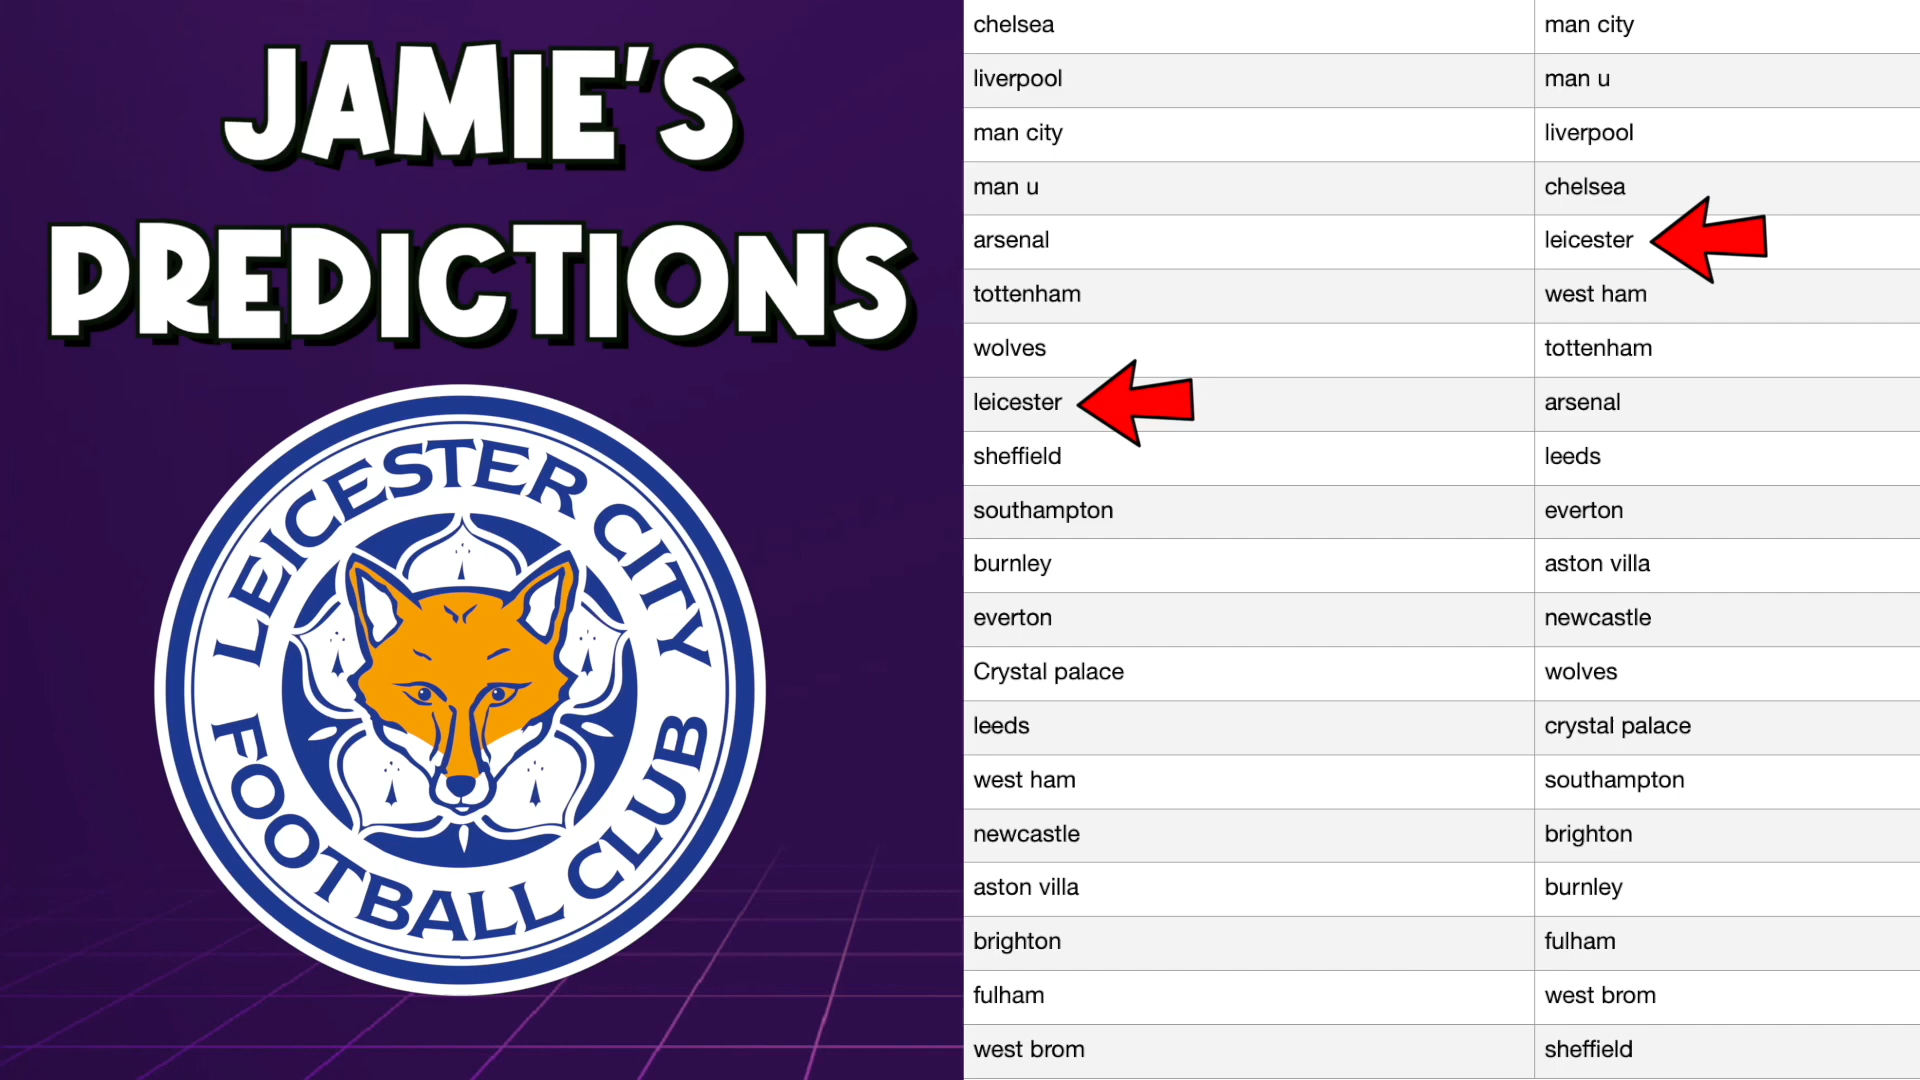 JAMIE'S
PREDICTIONS
LEICESTER CITY
FOOTBALL CLUB
chelsea man city
liverpool man u
man city liverpool
man u chelsea
arsenal leicester
tottenham west ham
wolves tottenham
leicester arsenal
sheffield leeds
southampton everton
burnley aston villa
everton newcastle
Crystal palace wolves
leeds crystal palace
west ham southampton
newcastle brighton
aston villa burnley
brighton fulham
fulham west brom
west brom sheffield